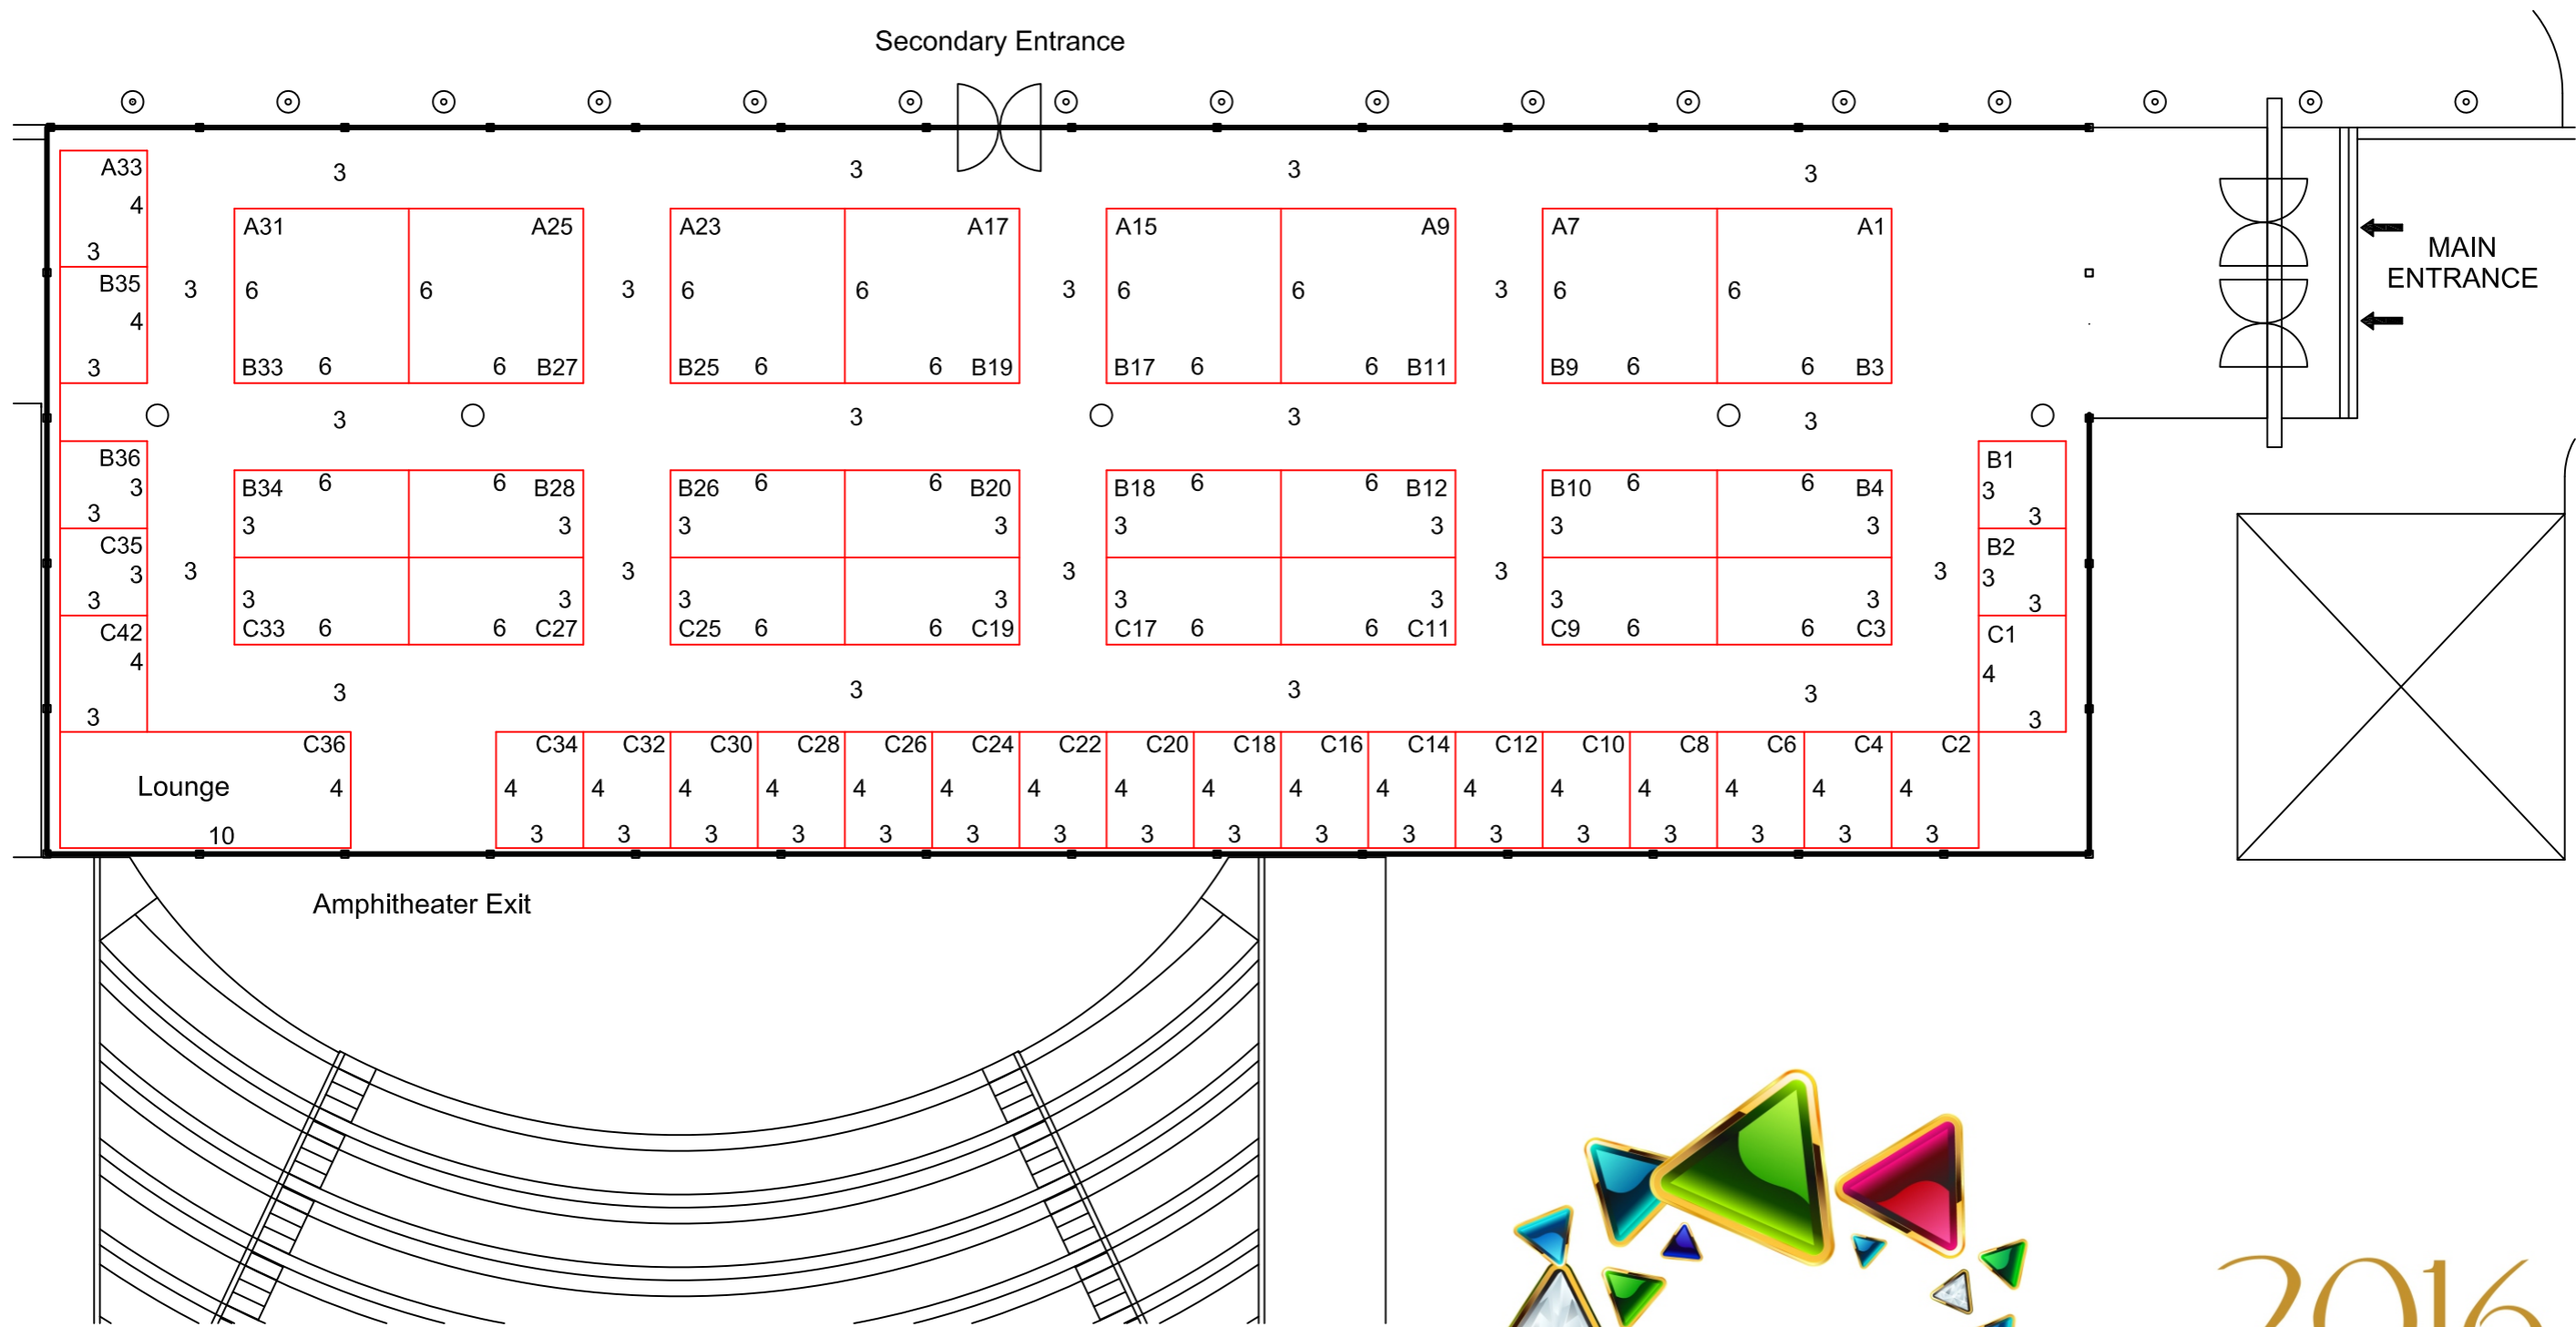 Secondary Entrance
3 3 3 3
A33
4
3
A31 A25 A23 A17 A15 A9 A7 A1
MAIN
ENTRANCE
B35
4
3
3 6 6 3 6 6 3 6 6 3 6 6
B33 6 6 B27 B25 6 6 B19 B17 6 6 B11 B9 6 6 B3
3 3 3 3
B36
3
3
B34 6 6 B28 B26 6 6 B20 B18 6 6 B12 B10 6 6 B4
3 3 3 3 3 3 3 3
B1
3
3
C35
3
3
3 3 3 3 3
B2
3
3
3 3 3 3 3 3 3 3
C33 6 6 C27 C25 6 6 C19 C17 6 6 C11 C9 6 6 C3
C42
4
3
C1
4
3
3 3 3 3
C36 C34 C32 C30 C28 C26 C24 C22 C20 C18 C16 C14 C12 C10 C8 C6 C4 C2
Lounge 4 4 4 4 4 4 4 4 4 4 4 4 4 4 4 4 4 4
10 3 3 3 3 3 3 3 3 3 3 3 3 3 3 3 3 3
Amphitheater Exit
2016